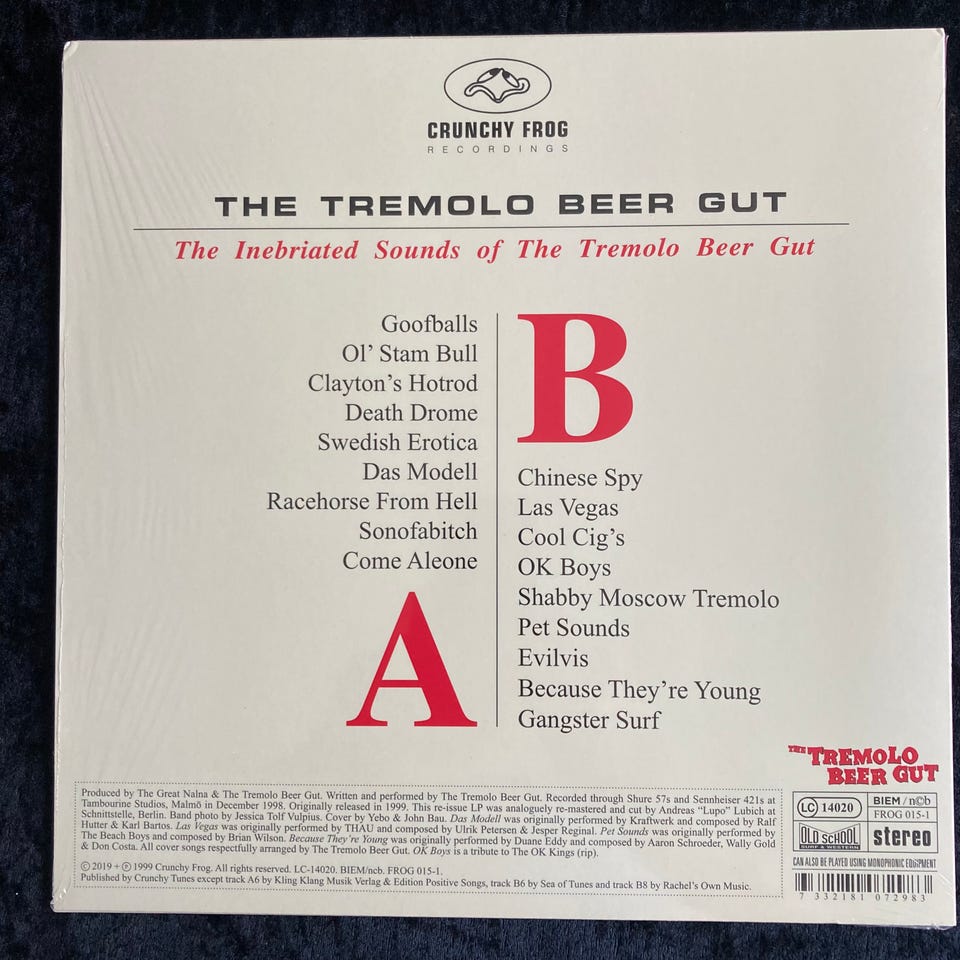 CRUNCHY FROG
RECORDINGS
THE TREMOLO BEER GUT
The Inebriated Sounds of The Tremolo Beer Gut
Goofballs
Ol' Stam Bull
Clayton's Hotrod
Death Drome
Swedish Erotica
Das Modell
Racehorse From Hell
Sonofabitch
Come Aleone
A
B
Chinese Spy
Las Vegas
Cool Cig's
OK Boys
Shabby Moscow Tremolo
Pet Sounds
Evilvis
Because They're Young
Gangster Surf
THE TREMOLO
BEER GUT
Produced by The Great Nalna & The Tremolo Beer Gut. Written and performed by The Tremolo Beer Gut. Recorded through Shure 57s and Sennheiser 421s at
Tambourine Studios, Malmö in December 1998. Originally released in 1999. This re-issue LP was analoguely re-mastered and cut by Andreas "Lupo" Lubich at
Schnittstelle, Berlin. Band photo by Jessica Tolf Vulpius. Cover by Yebo & John Bau. Das Modell was originally performed by Kraftwerk and composed by Ralf
Hutter & Karl Bartos. Las Vegas was originally performed by THAU and composed by Ulrik Petersen & Jesper Reginal. Pet Sounds was originally performed by
The Beach Boys and composed by Brian Wilson. Because They're Young was originally performed by Duane Eddy and composed by Aaron Schroeder, Wally Gold
& Don Costa. All cover songs respectfully arranged by The Tremolo Beer Gut. OK Boys is a tribute to The OK Kings (rip).
© 2019 + ℗ 1999 Crunchy Frog. All rights reserved. LC-14020. BIEM/ncb. FROG 015-1.
Published by Crunchy Tunes except track A6 by Kling Klang Musik Verlag & Edition Positive Songs, track B6 by Sea of Tunes and track B8 by Rachel's Own Music.
LC 14020
BIEM / n©b
FROG 015-1
OLD SCHOOL
SURF & WESTERN
stereo
CAN ALSO BE PLAYED USING MONOPHONIC EQUIPMENT
7 332181 072983